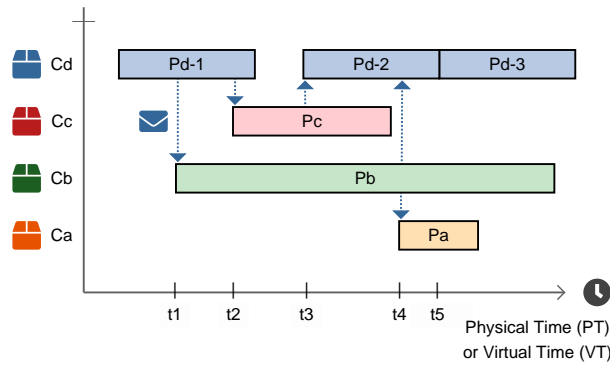 Cd Pd-1 Pd-2 Pd-3
Cc Pc
Cb Pb
Ca Pa
t1 t2 t3 t4 t5
Physical Time (PT)
or Virtual Time (VT)